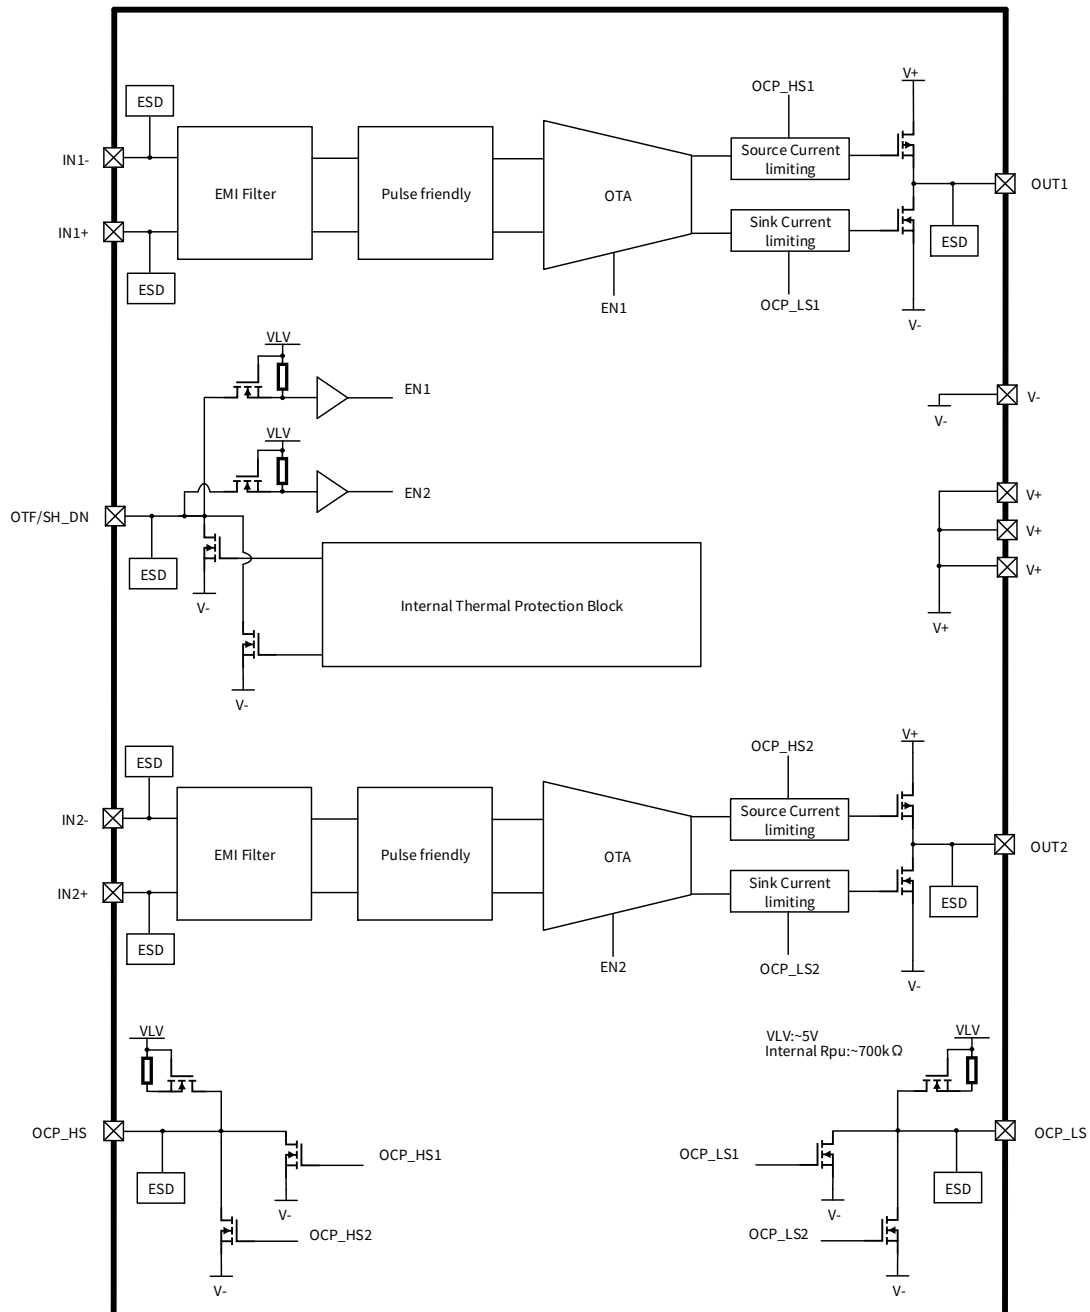 V+
OCP_HS1
ESD
Source Current
limiting
IN1-
EMI Filter
Pulse friendly
OTA
OUT1
Sink Current
limiting
IN1+
ESD
ESD
EN1
OCP_LS1
V-
VLV
EN1
V-
V-
VLV
EN2
V+
OTF/SH_DN
V+
V+
ESD
V-
Internal Thermal Protection Block
V+
V-
V+
OCP_HS2
ESD
Source Current
limiting
IN2-
EMI Filter
Pulse friendly
OTA
OUT2
Sink Current
limiting
IN2+
ESD
ESD
EN2
OCP_LS2
V-
VLV
VLV:~5V
Internal Rpu:~700kΩ
VLV
OCP_HS
OCP_LS
OCP_HS1
OCP_LS1
ESD
ESD
V-
V-
OCP_HS2
OCP_LS2
V-
V-